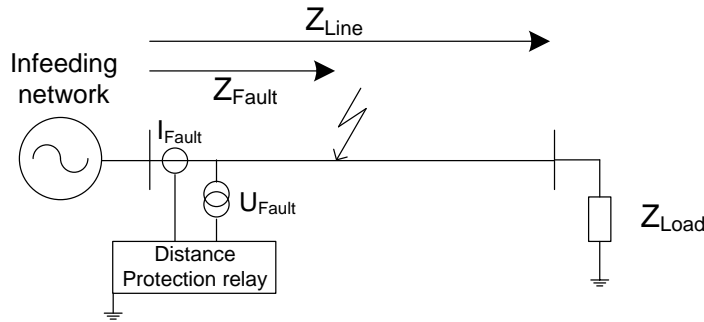 Z_Line
Infeeding
network
Z_Fault
I_Fault
U_Fault
Z_Load
Distance
Protection relay